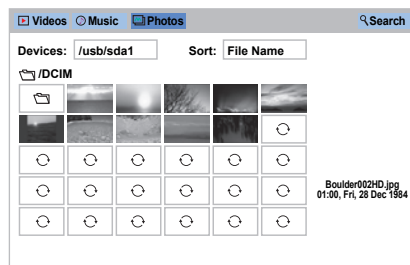 Videos Music Photos Search
Devices: /usb/sda1 Sort: File Name
/DCIM
Boulder002HD.jpg
01:00, Fri, 28 Dec 1984